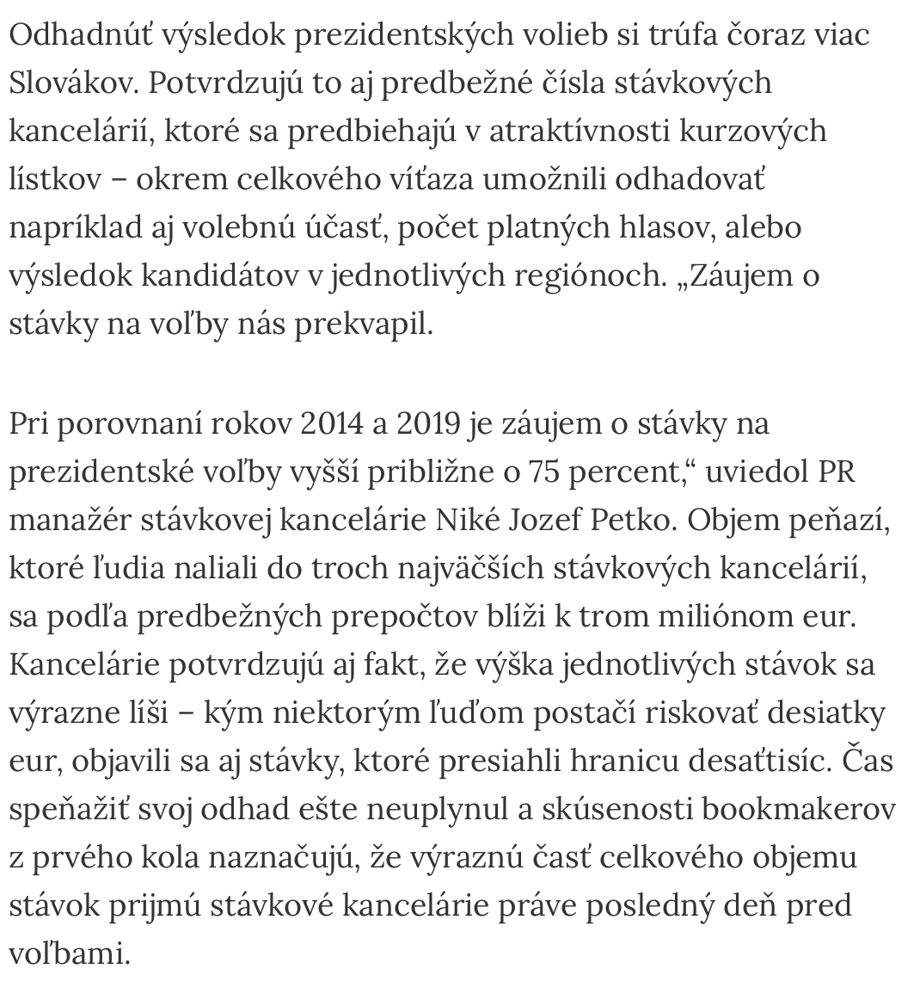 Odhadnúť výsledok prezidentských volieb si trúfa čoraz viac
Slovákov. Potvrdzujú to aj predbežné čísla stávkových
kancelárií, ktoré sa predbiehajú v atraktívnosti kurzových
lístkov – okrem celkového víťaza umožnili odhadovať
napríklad aj volebnú účasť, počet platných hlasov, alebo
výsledok kandidátov v jednotlivých regiónoch. „Záujem o
stávky na voľby nás prekvapil.
Pri porovnaní rokov 2014 a 2019 je záujem o stávky na
prezidentské voľby vyšší približne o 75 percent,“ uviedol PR
manažér stávkovej kancelárie Niké Jozef Petko. Objem peňazí,
ktoré ľudia naliali do troch najväčších stávkových kancelárií,
sa podľa predbežných prepočtov blíži k trom miliónom eur.
Kancelárie potvrdzujú aj fakt, že výška jednotlivých stávok sa
výrazne líši – kým niektorým ľuďom postačí riskovať desiatky
eur, objavili sa aj stávky, ktoré presiahli hranicu desaťtisíc. Čas
speňažiť svoj odhad ešte neuplynul a skúsenosti bookmakerov
z prvého kola naznačujú, že výraznú časť celkového objemu
stávok prijmú stávkové kancelárie práve posledný deň pred
voľbami.